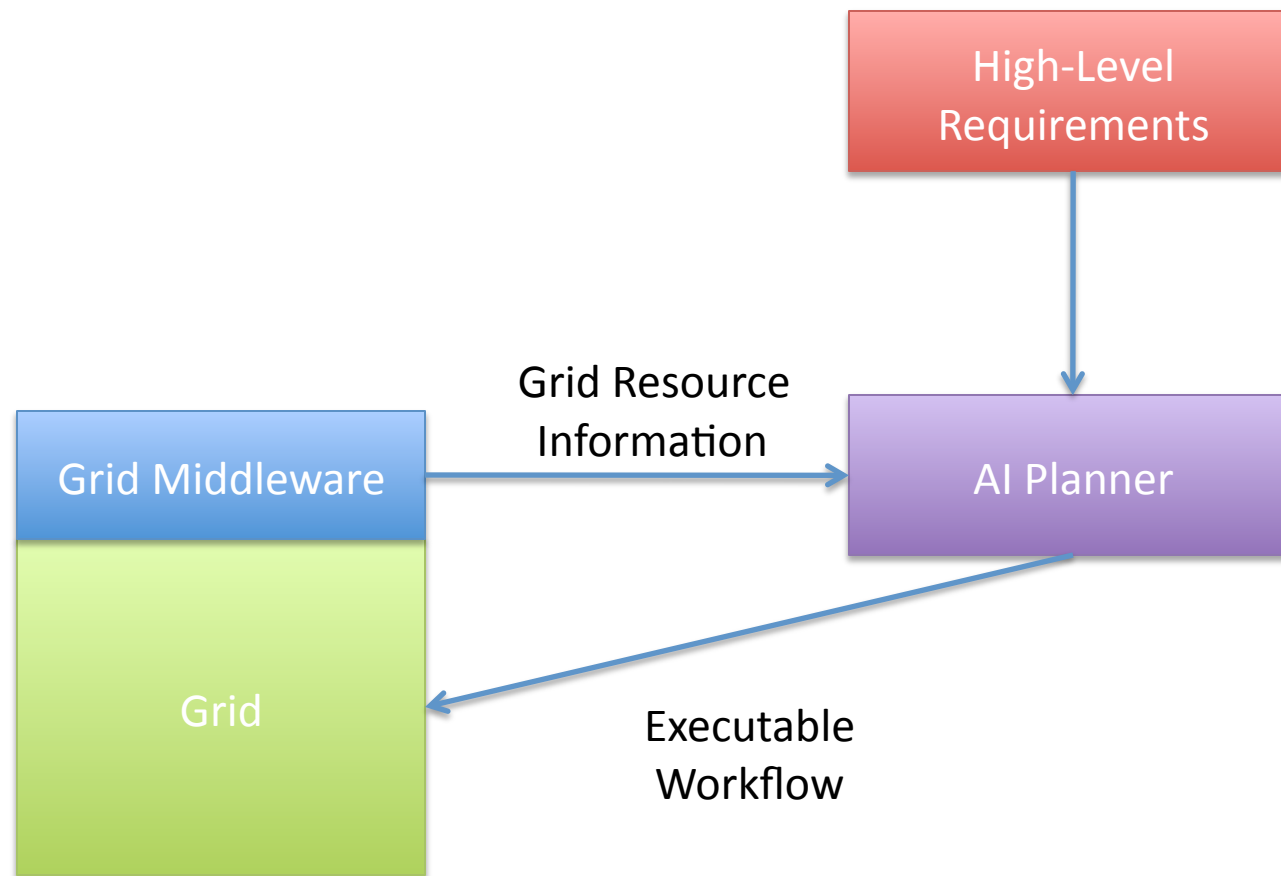 High-Level
Requirements
Grid Resource
Information
Grid Middleware
AI Planner
Grid
Executable
Workflow